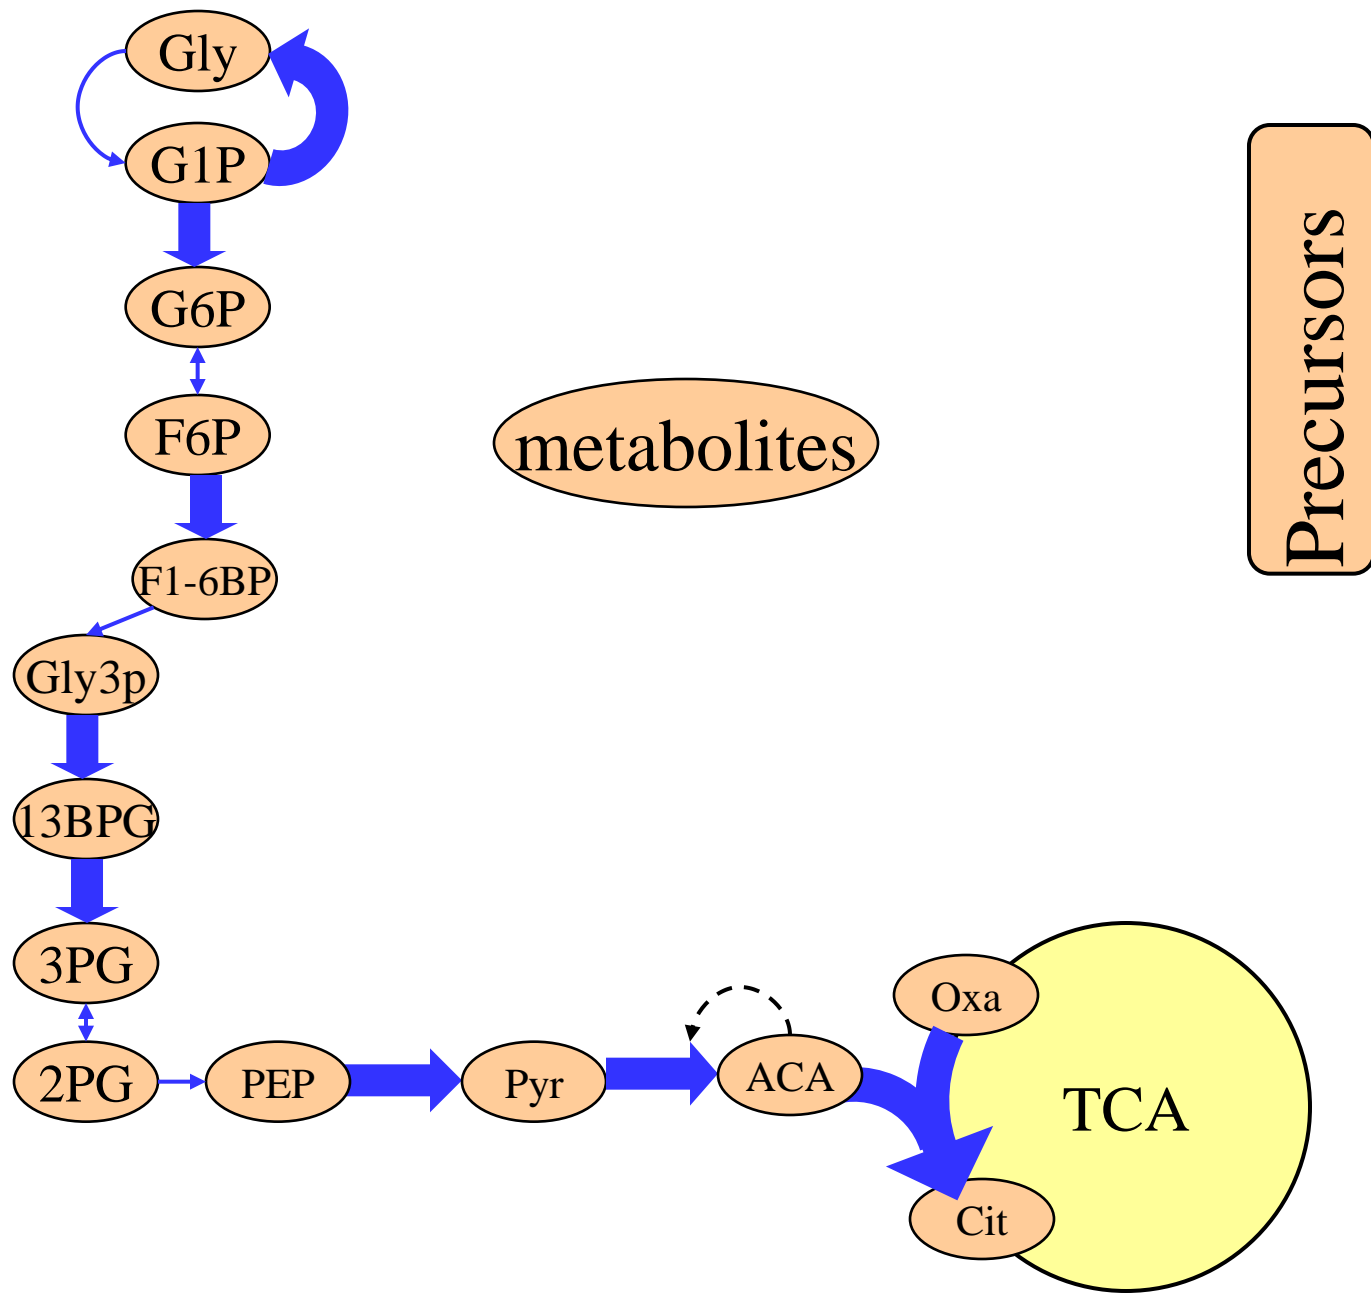 Gly
G1P
G6P
F6P
F1-6BP
Gly3p
13BPG
3PG
2PG
PEP
Pyr
ACA
Oxa
Cit
TCA
metabolites
Precursors